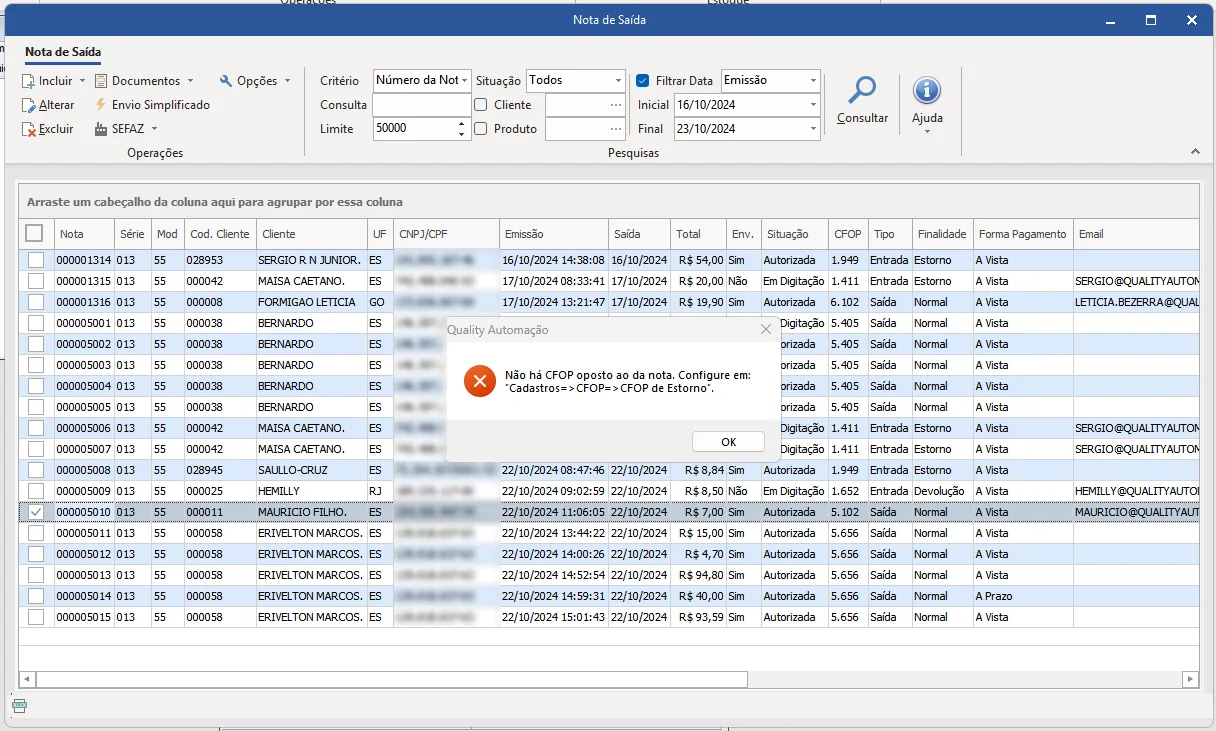 Operações Estoque
Nota de Saída
Nota de Saída
Incluir Documentos Opções Critério Número da Not Situação Todos Filtrar Data Emissão
Alterar Envio Simplificado Consulta Cliente ... Inicial 16/10/2024 Consultar Ajuda
Excluir SEFAZ Limite 50000 Produto ... Final 23/10/2024
Operações Pesquisas
Arraste um cabeçalho da coluna aqui para agrupar por essa coluna
Nota Série Mod Cod. Cliente Cliente UF CNPJ/CPF Emissão Saída Total Env. Situação CFOP Tipo Finalidade Forma Pagamento Email
000001314 013 55 028953 SERGIO R N JUNIOR. ES 16/10/2024 14:38:08 16/10/2024 R$ 54,00 Sim Autorizada 1.949 Entrada Estorno A Vista
000001315 013 55 000042 MAISA CAETANO. ES 17/10/2024 08:33:41 17/10/2024 R$ 20,00 Não Em Digitação 1.411 Entrada Estorno A Vista SERGIO@QUALITYAUTOM
000001316 013 55 000008 FORMIGAO LETICIA GO 17/10/2024 13:21:47 17/10/2024 R$ 19,90 Sim Autorizada 6.102 Saída Normal A Vista LETICIA.BEZERRA@QUAL
000005001 013 55 000038 BERNARDO ES Digitação 5.405 Saída Normal A Vista
000005002 013 55 000038 BERNARDO ES orizada 5.405 Saída Normal A Vista
000005003 013 55 000038 BERNARDO ES orizada 5.405 Saída Normal A Vista
000005004 013 55 000038 BERNARDO ES orizada 5.405 Saída Normal A Vista
000005005 013 55 000038 BERNARDO ES orizada 5.405 Saída Normal A Vista
000005006 013 55 000042 MAISA CAETANO. ES Digitação 1.411 Entrada Estorno A Vista SERGIO@QUALITYAUTOM
000005007 013 55 000042 MAISA CAETANO. ES Digitação 1.411 Entrada Estorno A Vista SERGIO@QUALITYAUTOM
000005008 013 55 028945 SAULLO-CRUZ ES 22/10/2024 08:47:46 22/10/2024 R$ 8,84 Sim Autorizada 1.949 Entrada Estorno A Vista
000005009 013 55 000025 HEMILLY RJ 22/10/2024 09:02:59 22/10/2024 R$ 8,50 Não Em Digitação 1.652 Entrada Devolução A Vista HEMILLY@QUALITYAUTOI
000005010 013 55 000011 MAURICIO FILHO. ES 22/10/2024 11:06:05 22/10/2024 R$ 7,00 Sim Autorizada 5.102 Saída Normal A Vista MAURICIO@QUALITYAUT
000005011 013 55 000058 ERIVELTON MARCOS. ES 22/10/2024 13:44:22 22/10/2024 R$ 15,00 Sim Autorizada 5.656 Saída Normal A Vista
000005012 013 55 000058 ERIVELTON MARCOS. ES 22/10/2024 14:00:26 22/10/2024 R$ 4,70 Sim Autorizada 5.656 Saída Normal A Vista
000005013 013 55 000058 ERIVELTON MARCOS. ES 22/10/2024 14:52:54 22/10/2024 R$ 94,80 Sim Autorizada 5.656 Saída Normal A Vista
000005014 013 55 000058 ERIVELTON MARCOS. ES 22/10/2024 14:59:31 22/10/2024 R$ 40,00 Sim Autorizada 5.656 Saída Normal A Prazo
000005015 013 55 000058 ERIVELTON MARCOS. ES 22/10/2024 15:01:43 22/10/2024 R$ 93,59 Sim Autorizada 5.656 Saída Normal A Vista
Quality Automação
Não há CFOP oposto ao da nota. Configure em:
"Cadastros=>CFOP=>CFOP de Estorno".
OK